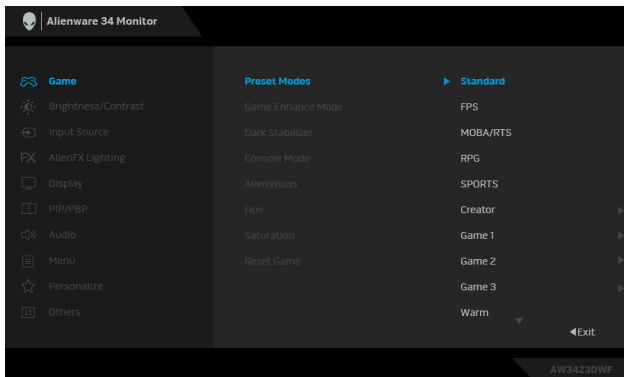 Alienware 34 Monitor
Game
Preset Modes
Standard
Brightness/Contrast
Game Enhance Mode
FPS
Input Source
Dark Stabilizer
MOBA/RTS
FX AlienFX Lighting
Console Mode
RPG
Display
AlienVision
SPORTS
PIP/PBP
Hue
Creator
Audio
Saturation
Game 1
Menu
Reset Game
Game 2
Personalize
Game 3
Others
Warm
Exit
AW3423DWF